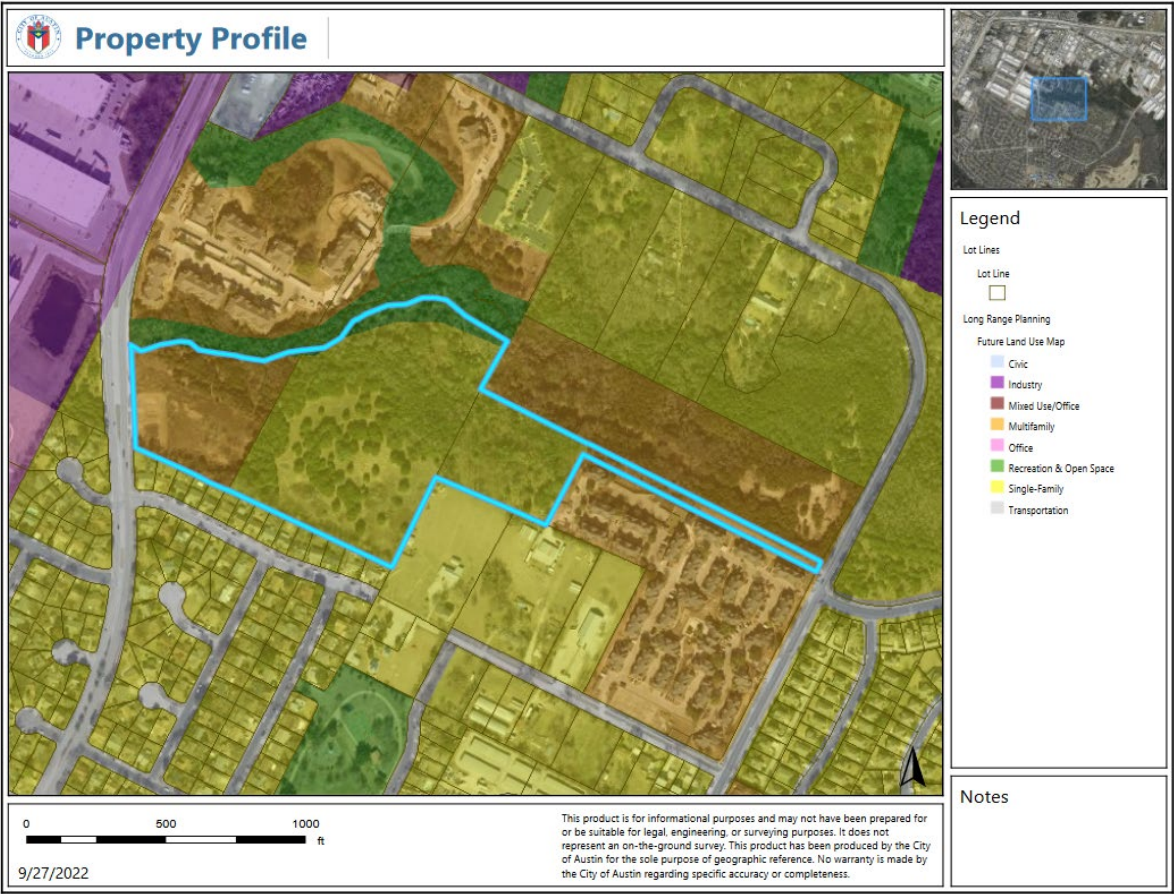 CITY OF AUSTIN
Property Profile
Legend
Lot Lines
Lot Line
Long Range Planning
Future Land Use Map
Civic
Industry
Mixed Use/Office
Multifamily
Office
Recreation & Open Space
Single-Family
Transportation
Notes
0 500 1000
ft
9/27/2022
This product is for informational purposes and may not have been prepared for
or be suitable for legal, engineering, or surveying purposes. It does not
represent an on-the-ground survey. This product has been produced by the City
of Austin for the sole purpose of geographic reference. No warranty is made by
the City of Austin regarding specific accuracy or completeness.